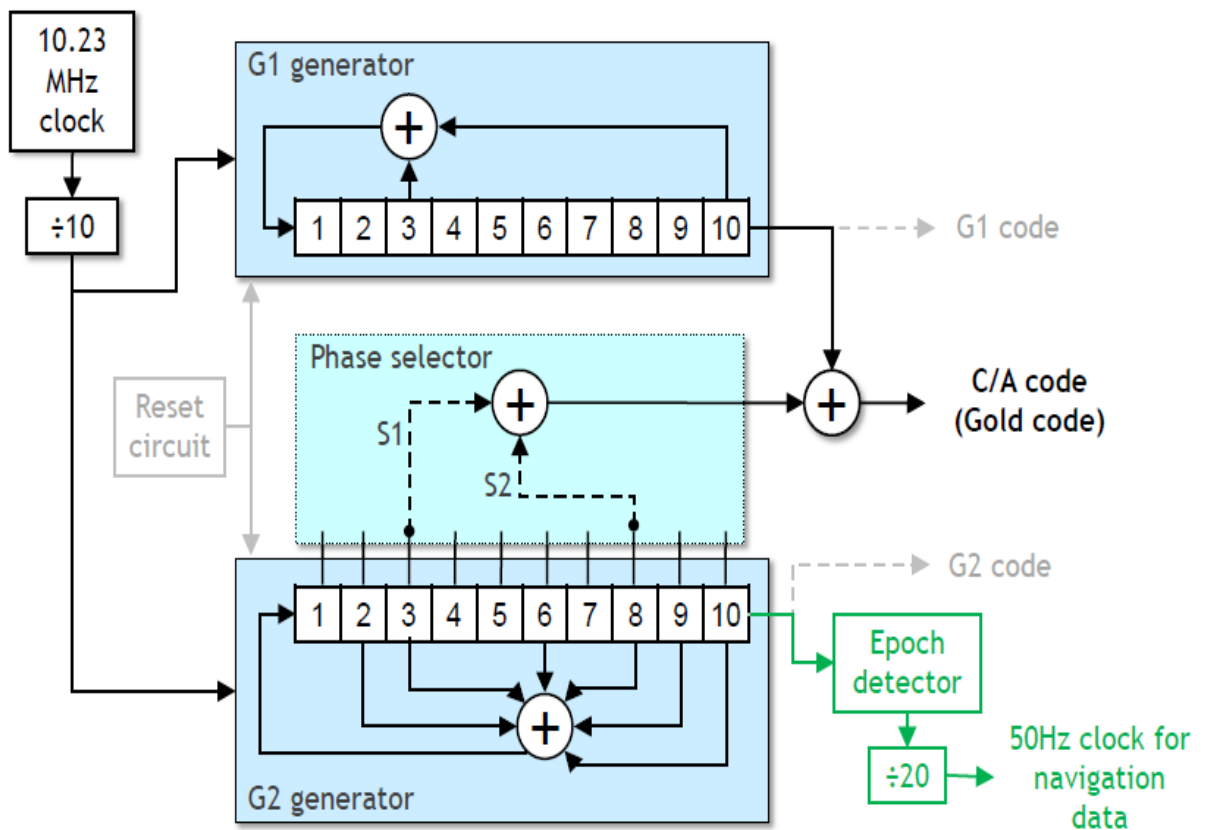 10.23
MHz
clock
÷10
G1 generator
+
1 2 3 4 5 6 7 8 9 10
G1 code
Phase selector
+
S1
S2
+
C/A code
(Gold code)
Reset
circuit
G2 code
1 2 3 4 5 6 7 8 9 10
+
G2 generator
Epoch
detector
÷20
50Hz clock for
navigation
data